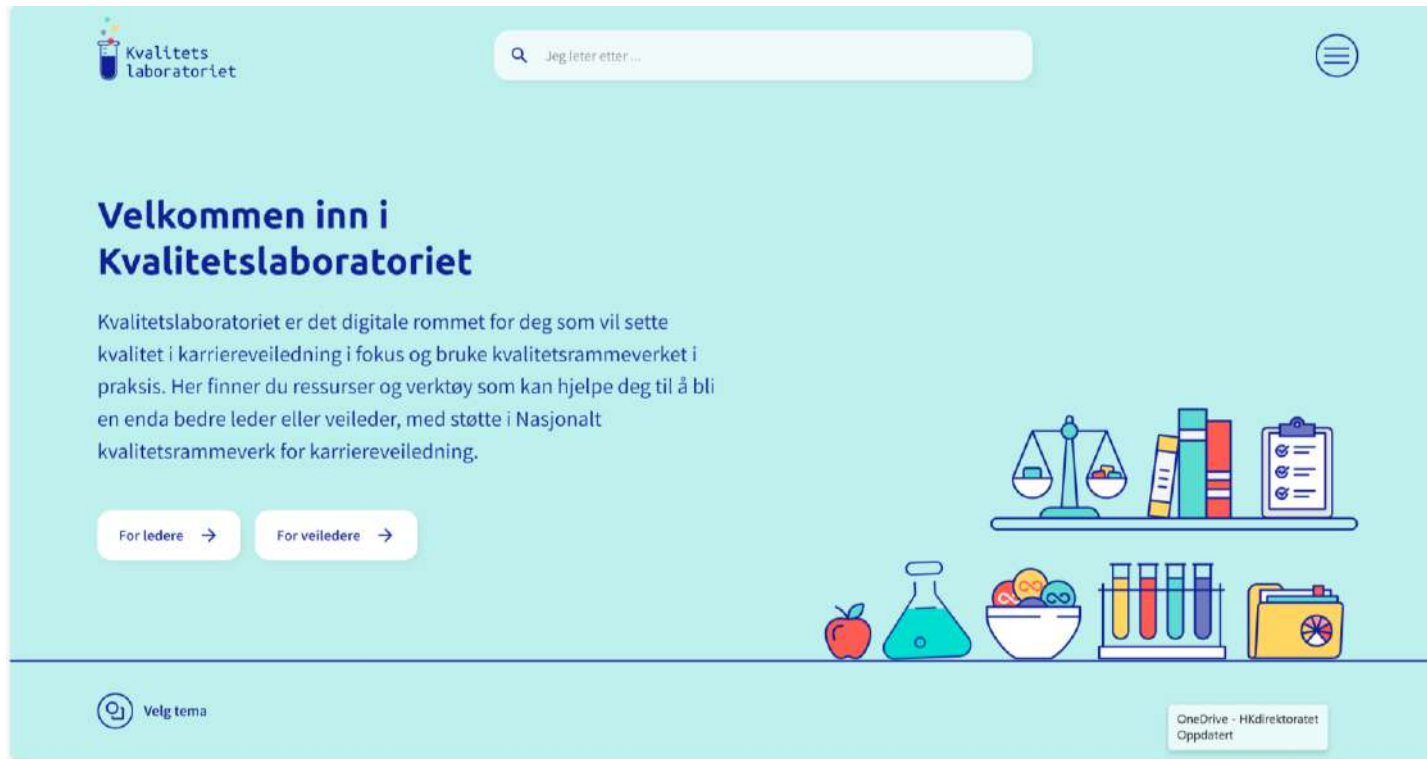 Kvalitets
laboratoriet
Jeg leter etter ...
Velkommen inn i
Kvalitetslaboratoriet
Kvalitetslaboratoriet er det digitale rommet for deg som vil sette
kvalitet i karriereveiledning i fokus og bruke kvalitetsrammeverket i
praksis. Her finner du ressurser og verktøy som kan hjelpe deg til å bli
en enda bedre leder eller veileder, med støtte i Nasjonalt
kvalitetsrammeverk for karriereveiledning.
For ledere → For veiledere →
Velg tema
OneDrive - HKdirektoratet
Oppdatert